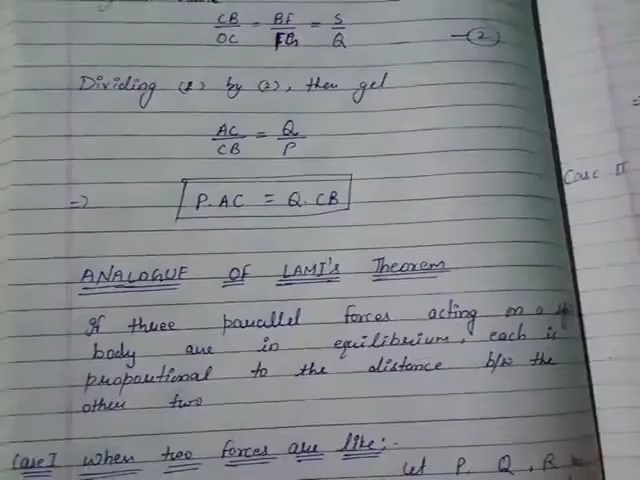 CB/OC = BF/FG = S/Q —(2)
Dividing (1) by (2), then get
AC/CB = Q/P
=> P.AC = Q.CB
Case II
ANALOGUE OF LAMI's Theorem
If three parallel forces acting on a
body are in equilibrium, each is
propotional to the distance b/w the
other two
Case I When two forces are like:-
Let P, Q, R